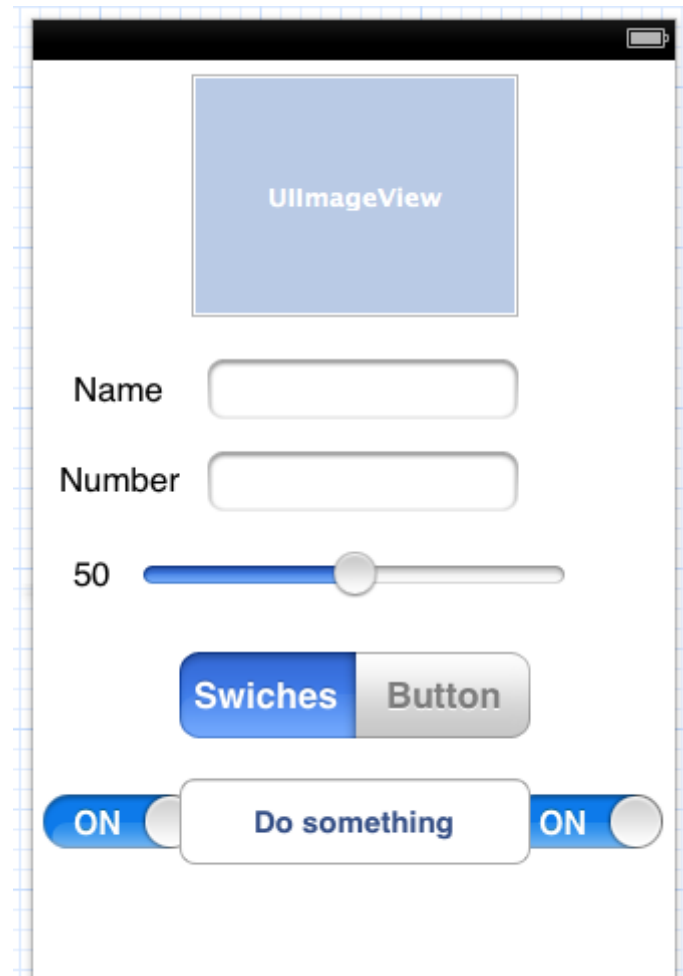 UIImageView
Name
Number
50
Swiches Button
ON Do something ON